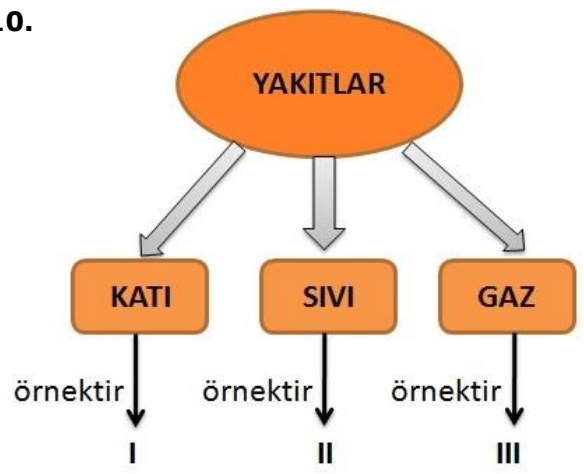 10.
YAKITLAR
KATI SIVI GAZ
örnektir örnektir örnektir
I II III